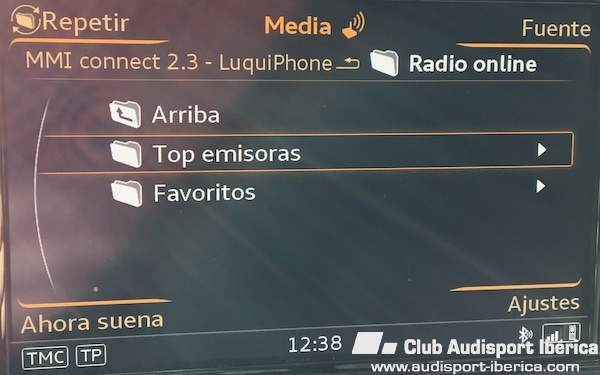 Repetir
Media
Fuente
MMI connect 2.3 - LuquiPhone
Radio online
Arriba
Top emisoras
Favoritos
Ahora suena
Ajustes
TMC TP
12:38
Club Audisport Ibérica
www.audisport-iberica.com